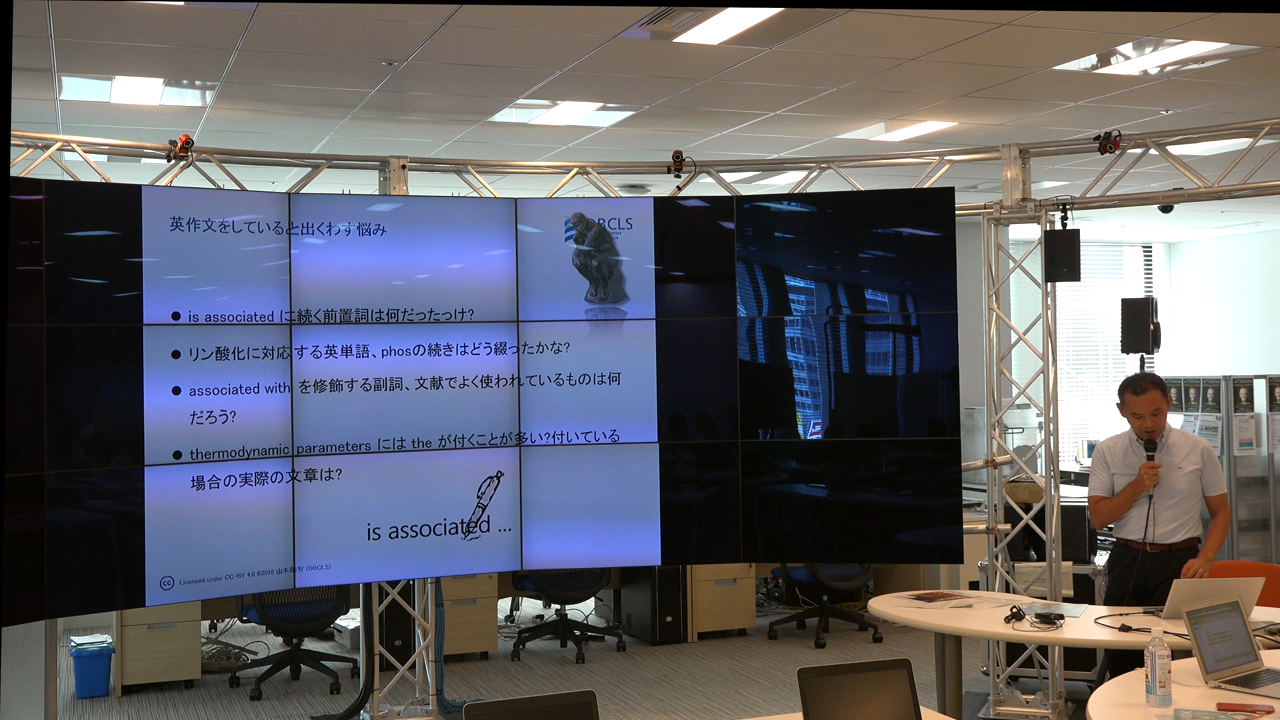 英作文をしていると出くわす悩み
DBCLS
● is associated に続く前置詞は何だったっけ?
● リン酸化に対応する英単語、
の続きはどう綴ったかな?
● associated with を修飾する副詞、文献でよく使われているものは何
だろう?
● thermodynamic parameters には the が付くことが多い?付いている
場合の実際の文章は?
is associated ...
cc Licensed under CC-BY 4.0 ©2016 山本泰智 (DBCLS)